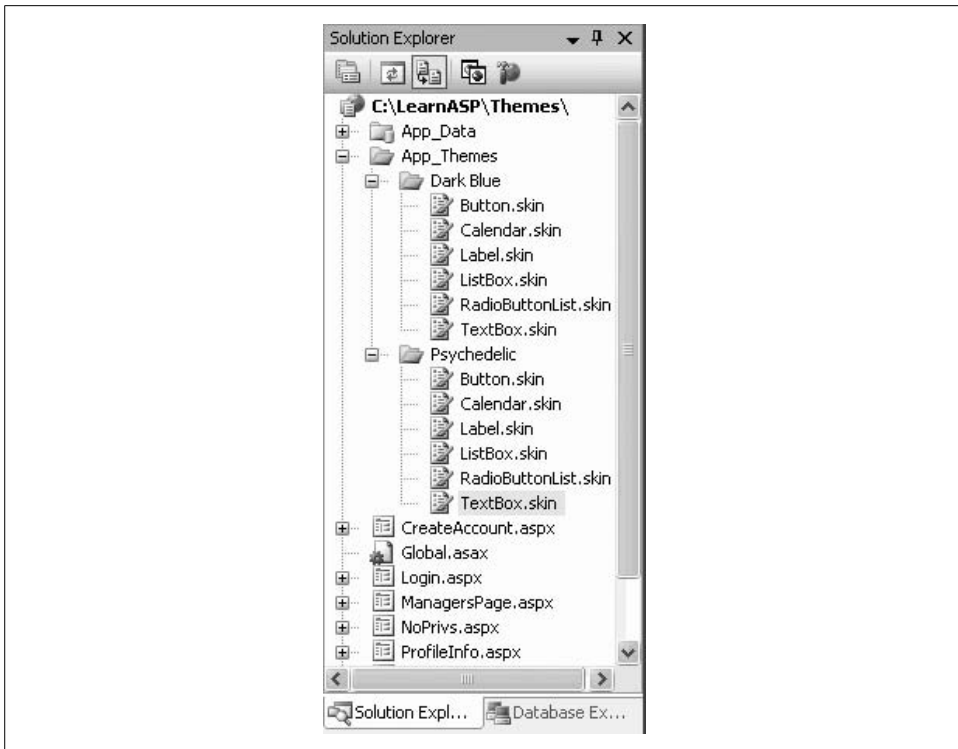 Solution Explorer
C:\LearnASP\Themes\
App_Data
App_Themes
Dark Blue
Button.skin
Calendar.skin
Label.skin
ListBox.skin
RadioButtonList.skin
TextBox.skin
Psychedelic
Button.skin
Calendar.skin
Label.skin
ListBox.skin
RadioButtonList.skin
TextBox.skin
CreateAccount.aspx
Global.asax
Login.aspx
ManagersPage.aspx
NoPrivs.aspx
ProfileInfo.aspx
Solution Expl... Database Ex...